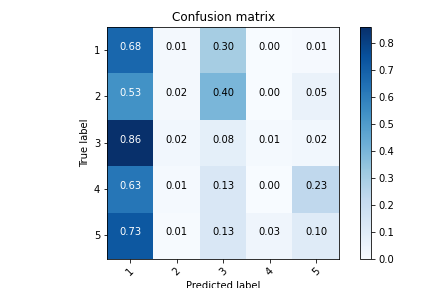 Confusion matrix
True label
1 0.68 0.01 0.30 0.00 0.01
2 0.53 0.02 0.40 0.00 0.05
3 0.86 0.02 0.08 0.01 0.02
4 0.63 0.01 0.13 0.00 0.23
5 0.73 0.01 0.13 0.03 0.10
1 2 3 4 5
Predicted label
0.8
0.7
0.6
0.5
0.4
0.3
0.2
0.1
0.0